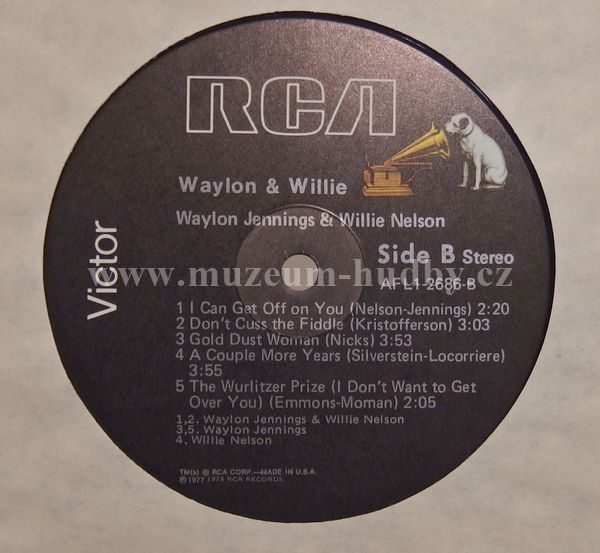 RCA
Victor
Waylon & Willie
Waylon Jennings & Willie Nelson
Side B Stereo
AFL1-2686-B
www.muzeum-hudby.cz
1 I Can Get Off on You (Nelson-Jennings) 2:20
2 Don't Cuss the Fiddle (Kristofferson) 3:03
3 Gold Dust Woman (Nicks) 3:53
4 A Couple More Years (Silverstein-Locorriere)
3:55
5 The Wurlitzer Prize (I Don't Want to Get
Over You) (Emmons-Moman) 2:05
1,2. Waylon Jennings & Willie Nelson
3,5. Waylon Jennings
4. Willie Nelson
TM(s) ® RCA CORP.—MADE IN U.S.A.
℗ 1977 1978 RCA RECORDS